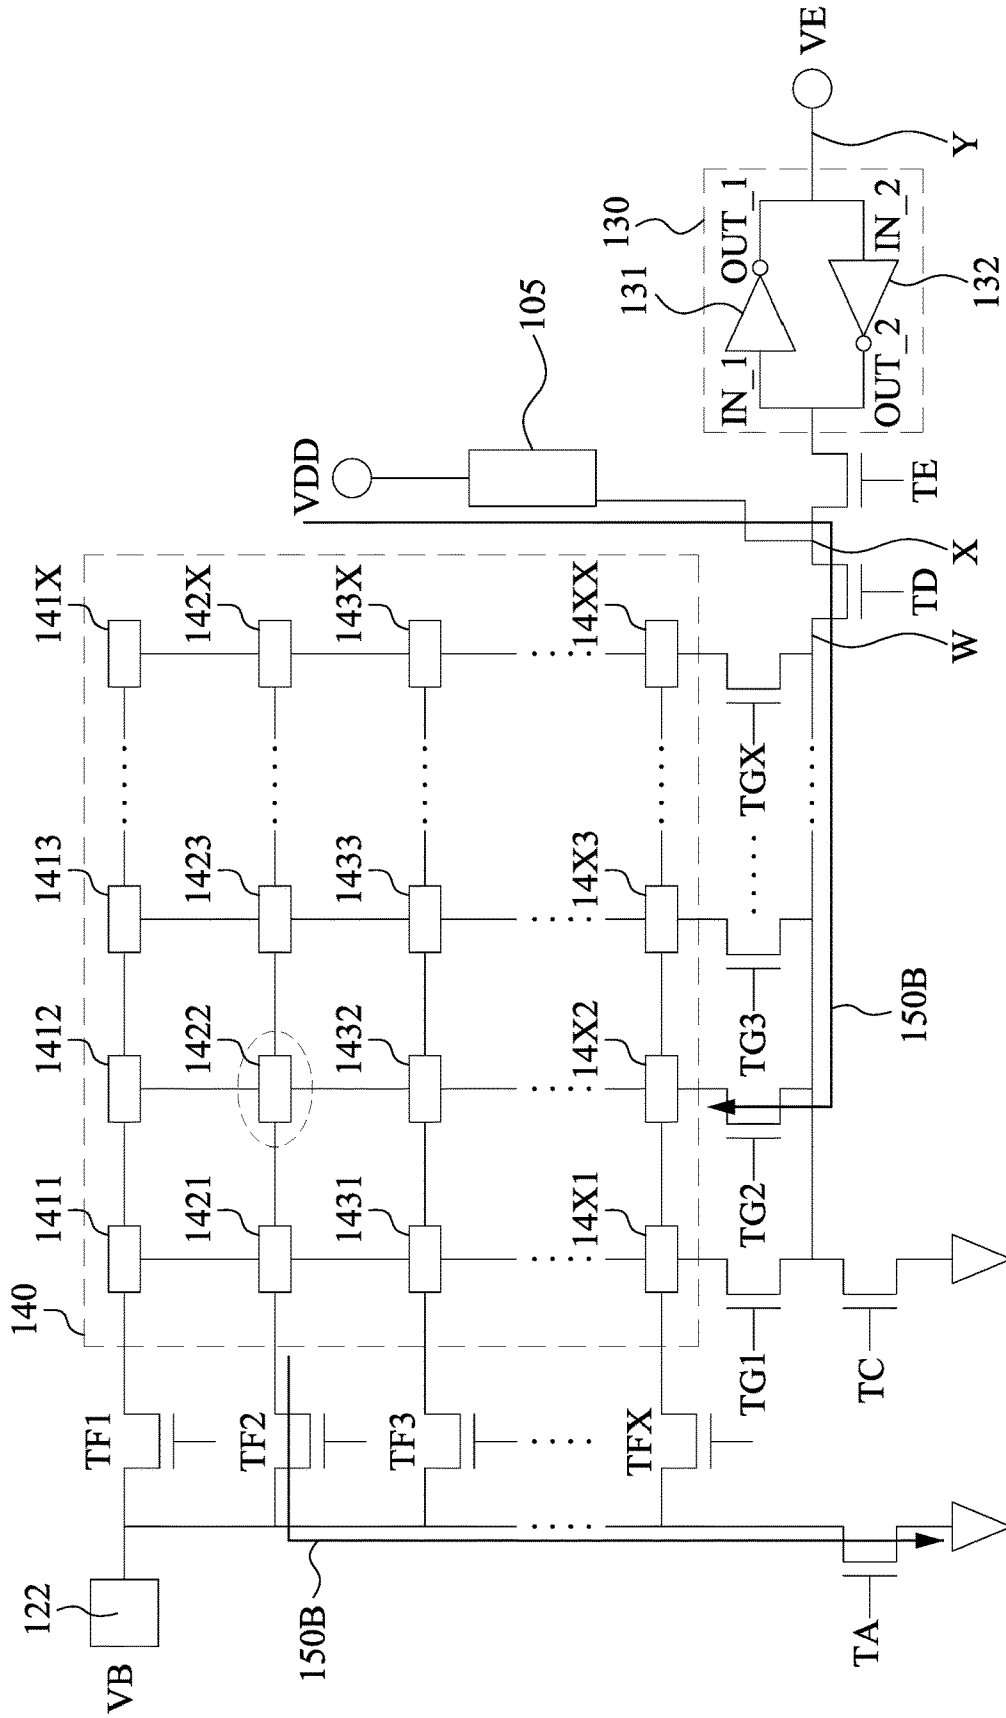 140
1411
1412
1413
141X
VDD
105
122
VB
TF1
1421
1422
1423
142X
TF2
1431
1432
1433
143X
TF3
14X1
14X2
14X3
14XX
TFX
150B
TG1
TG2
TG3
TGX
TA
TC
150B
W
TD
X
TE
130
131
IN_1
OUT_1
OUT_2
IN_2
132
Y
VE